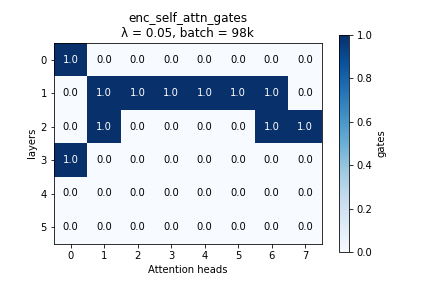 enc_self_attn_gates
λ = 0.05, batch = 98k
0 1.0 0.0 0.0 0.0 0.0 0.0 0.0 0.0
1 0.0 1.0 1.0 1.0 1.0 1.0 1.0 0.0
2 0.0 1.0 0.0 0.0 0.0 0.0 1.0 1.0
3 1.0 0.0 0.0 0.0 0.0 0.0 0.0 0.0
4 0.0 0.0 0.0 0.0 0.0 0.0 0.0 0.0
5 0.0 0.0 0.0 0.0 0.0 0.0 0.0 0.0
0 1 2 3 4 5 6 7
Attention heads
layers
1.0
0.8
0.6
0.4
0.2
0.0
gates